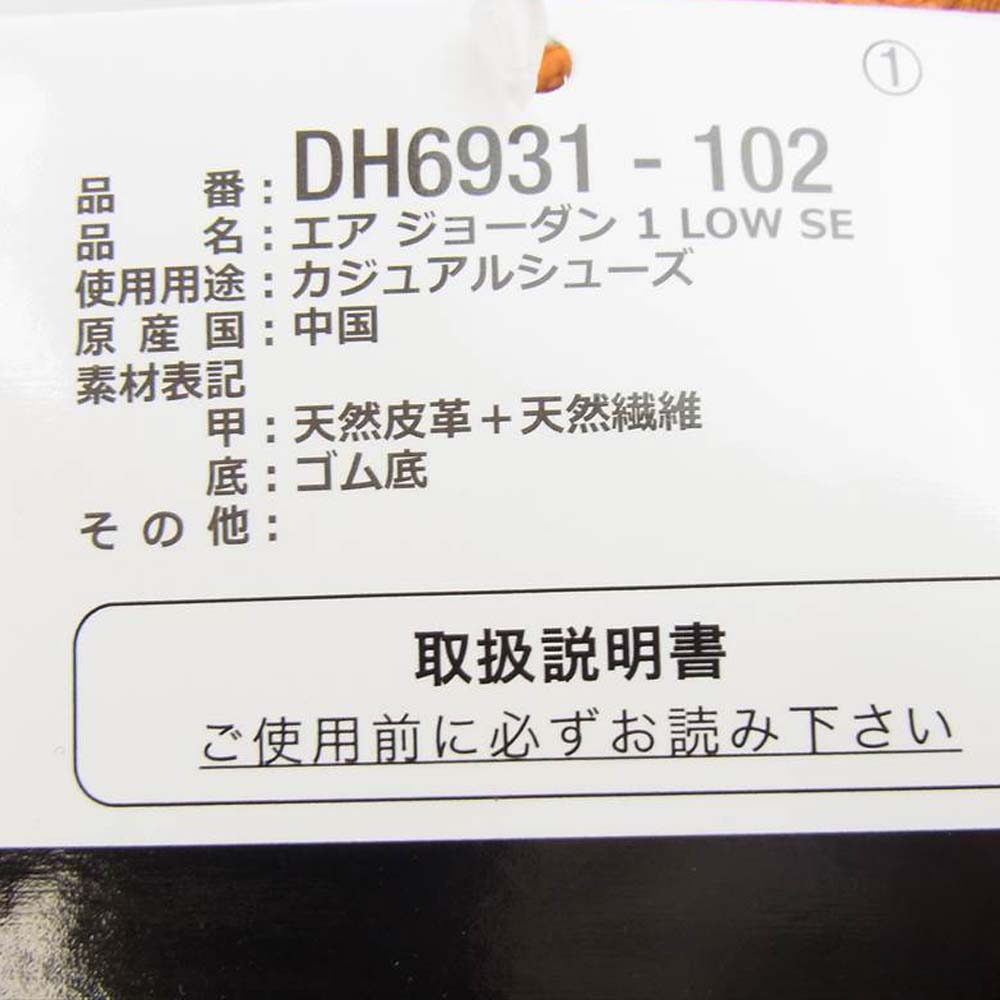 ①
品番：DH6931 - 102
品名：エア ジョーダン 1 LOW SE
使用用途：カジュアルシューズ
原産国：中国
素材表記
甲：天然皮革＋天然繊維
底：ゴム底
その他：
取扱説明書
ご使用前に必ずお読み下さい